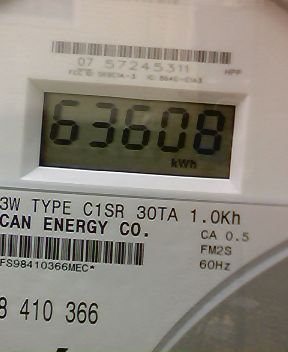 07 57245311
HPP
63608
kWh
3W TYPE C1SR 30TA 1.0Kh
CAN ENERGY CO.
CA 0.5
FM2S
60Hz
FS98410366MEC*
8 410 366